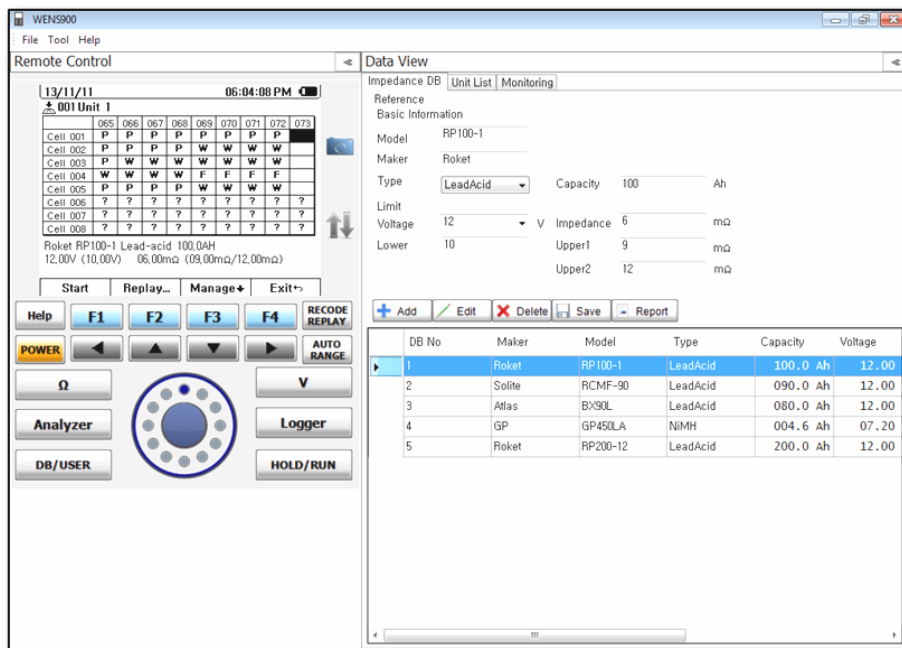 WENS900
File Tool Help
Remote Control
13/11/11 06:04:08 PM
001 Unit 1
065 066 067 068 069 070 071 072 073
Cell 001 P P P P P P P P
Cell 002 P P P P W W W W
Cell 003 P W W W W W W W
Cell 004 W W W W F F F F
Cell 005 P P P P W W W W
Cell 006 ? ? ? ? ? ? ? ? ?
Cell 007 ? ? ? ? ? ? ? ? ?
Cell 008 ? ? ? ? ? ? ? ? ?
Roket RP100-1 Lead-acid 100,0AH
12,00V (10,00V) 06,00mΩ (09,00mΩ/12,00mΩ)
Start Replay... Manage Exit
Help F1 F2 F3 F4 RECODE REPLAY
POWER AUTO RANGE
Ω V
Analyzer Logger
DB/USER HOLD/RUN
Data View
Impedance DB Unit List Monitoring
Reference
Basic Information
Model RP100-1
Maker Roket
Type LeadAcid Capacity 100 Ah
Limit
Voltage 12 V Impedance 6 mΩ
Lower 10 Upper1 9 mΩ
Upper2 12 mΩ
Add Edit Delete Save Report
DB No Maker Model Type Capacity Voltage
1 Roket RP100-1 LeadAcid 100.0 Ah 12.00
2 Solite RCMF-90 LeadAcid 090.0 Ah 12.00
3 Atlas BX90L LeadAcid 080.0 Ah 12.00
4 GP GP450LA NiMH 004.6 Ah 07.20
5 Roket RP200-12 LeadAcid 200.0 Ah 12.00